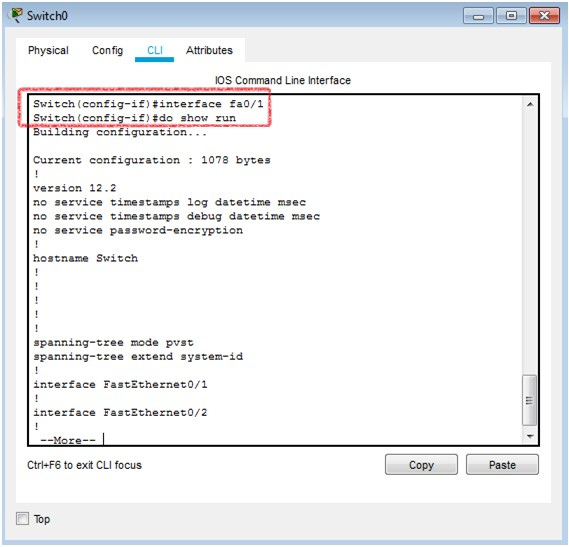 Switch0
Physical Config CLI Attributes
IOS Command Line Interface
Switch(config-if)#interface fa0/1
Switch(config-if)#do show run
Building configuration...
Current configuration : 1078 bytes
!
version 12.2
no service timestamps log datetime msec
no service timestamps debug datetime msec
no service password-encryption
!
hostname Switch
!
!
!
!
!
spanning-tree mode pvst
spanning-tree extend system-id
!
interface FastEthernet0/1
!
interface FastEthernet0/2
!
--More--
Ctrl+F6 to exit CLI focus
Copy Paste
Top